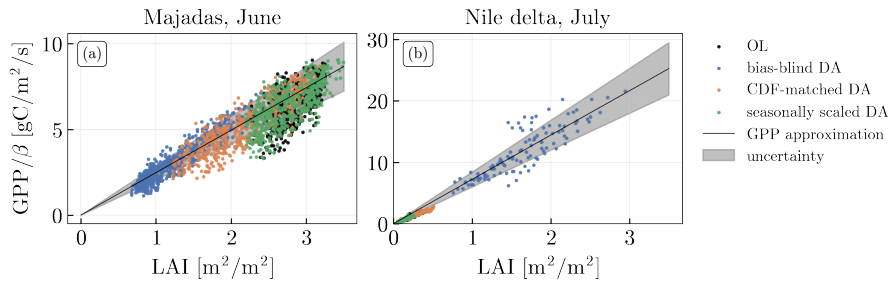 Majadas, June
Nile delta, July
(a)
(b)
GPP/β [gC/m²/s]
10
5
0
30
20
10
0
0 1 2 3
0 1 2 3
LAI [m²/m²]
LAI [m²/m²]
OL
bias-blind DA
CDF-matched DA
seasonally scaled DA
GPP approximation
uncertainty